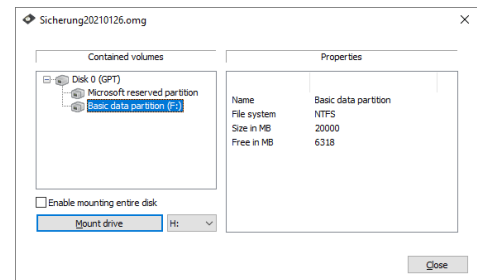 Sicherung20210126.omg
Contained volumes
Disk 0 (GPT)
Microsoft reserved partition
Basic data partition (F:)
Enable mounting entire disk
Mount drive
H:
Properties
Name Basic data partition
File system NTFS
Size in MB 20000
Free in MB 6318
Close